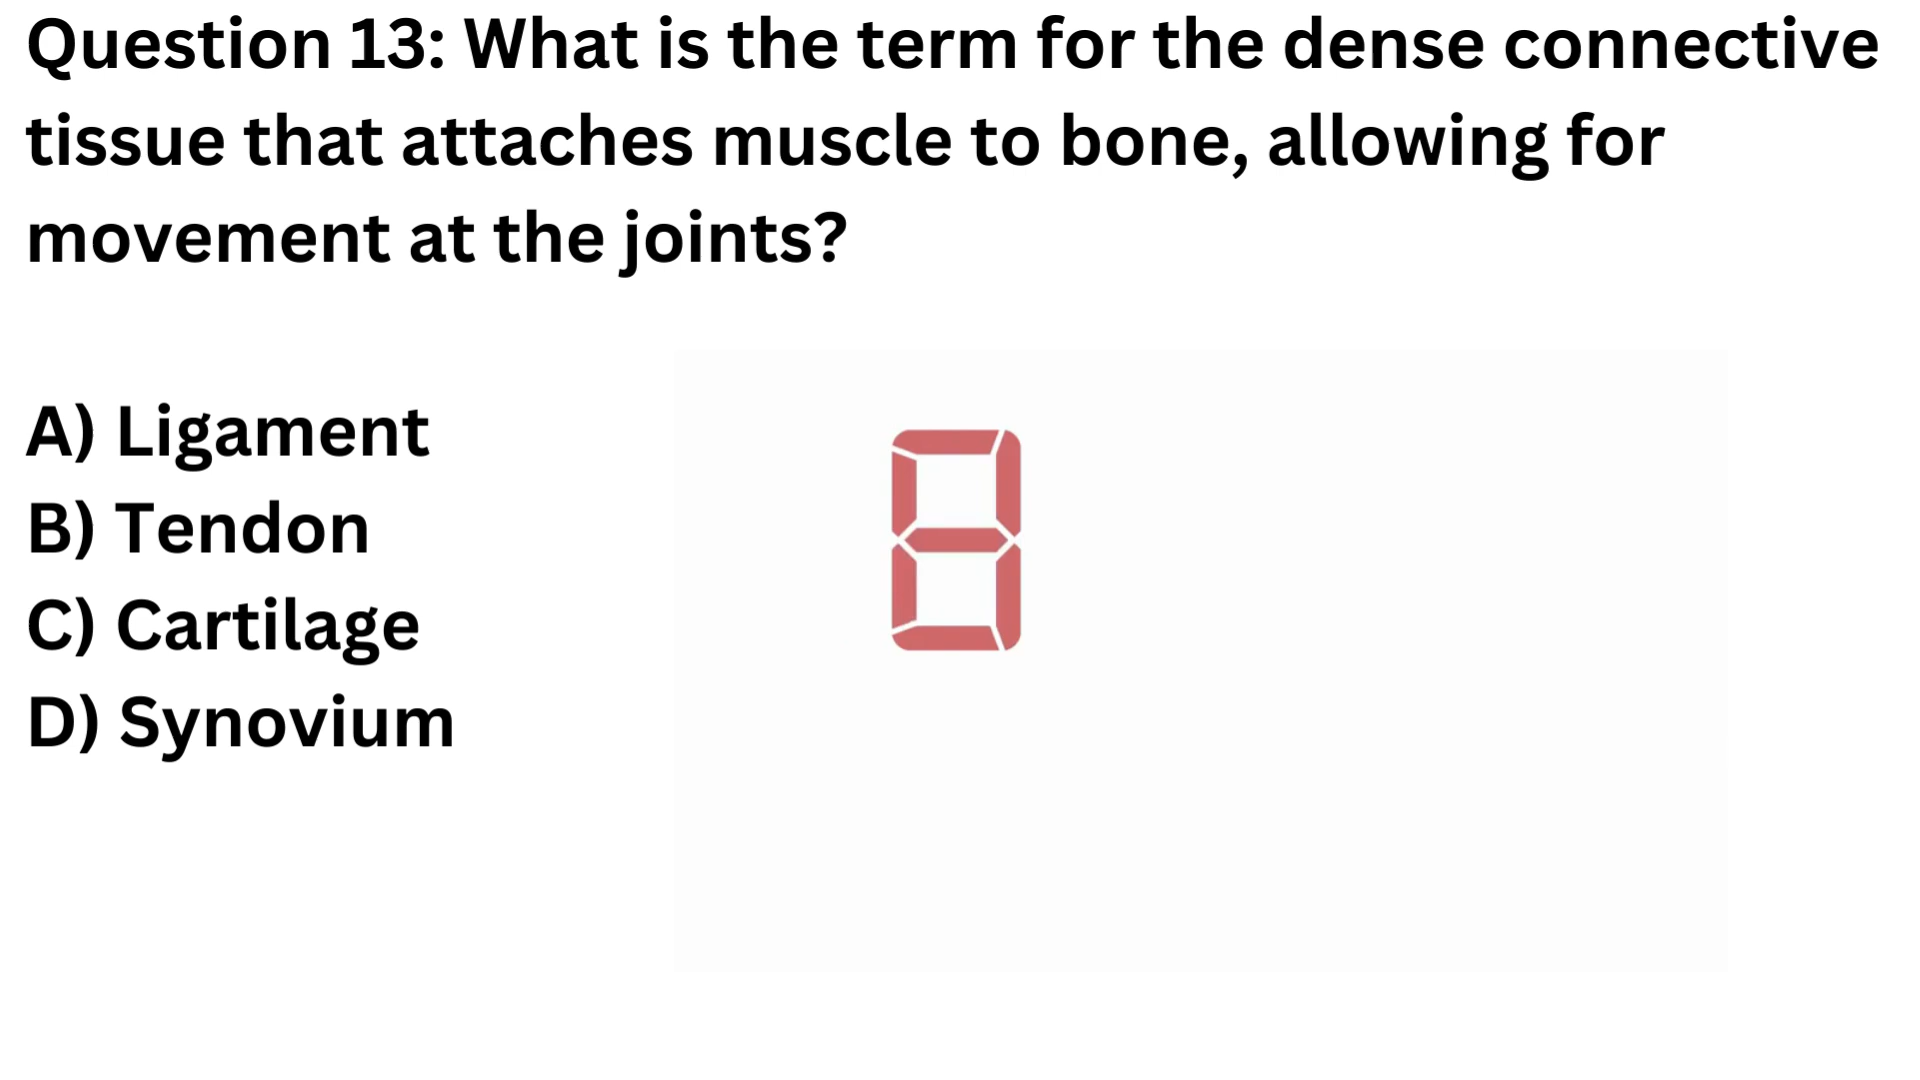 Question 13: What is the term for the dense connective
tissue that attaches muscle to bone, allowing for
movement at the joints?
A) Ligament
B) Tendon
C) Cartilage
D) Synovium
8